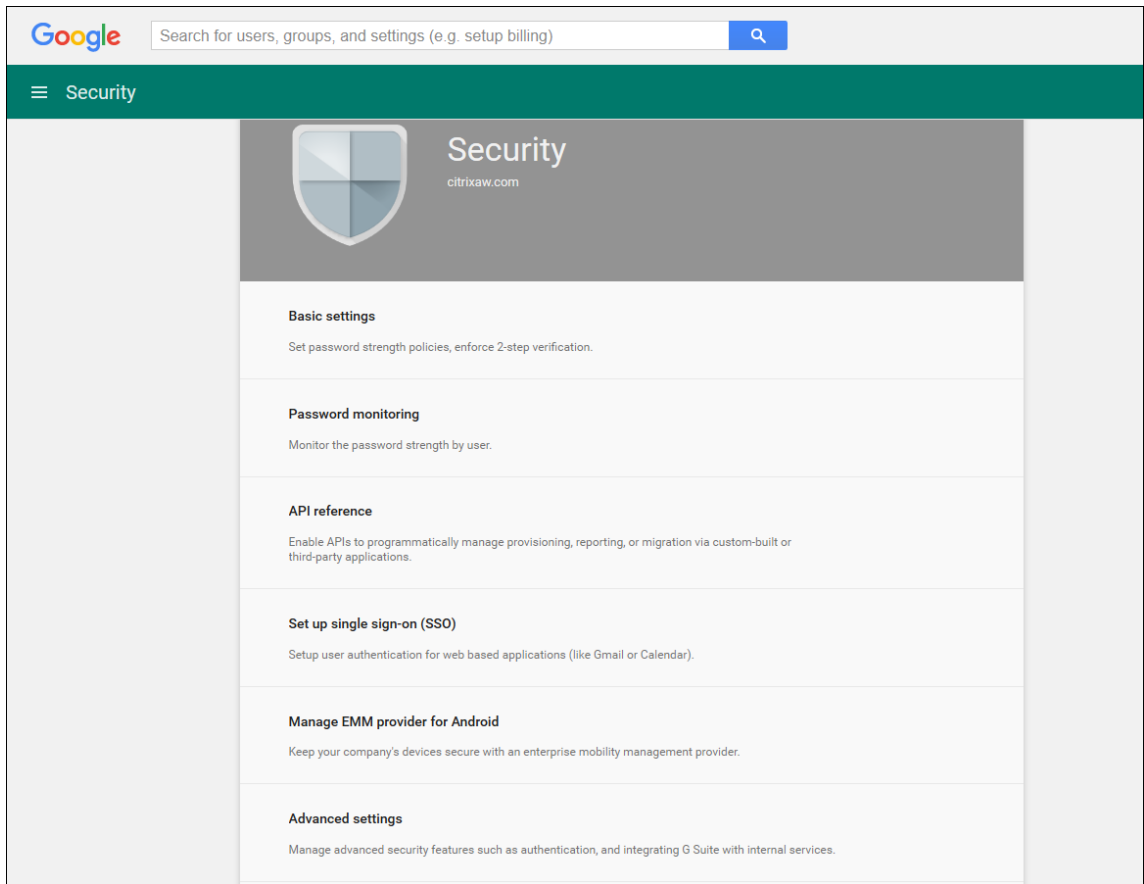 Google
Search for users, groups, and settings (e.g. setup billing)
Security
Security
citrixaw.com
Basic settings
Set password strength policies, enforce 2-step verification.
Password monitoring
Monitor the password strength by user.
API reference
Enable APIs to programmatically manage provisioning, reporting, or migration via custom-built or
third-party applications.
Set up single sign-on (SSO)
Setup user authentication for web based applications (like Gmail or Calendar).
Manage EMM provider for Android
Keep your company's devices secure with an enterprise mobility management provider.
Advanced settings
Manage advanced security features such as authentication, and integrating G Suite with internal services.